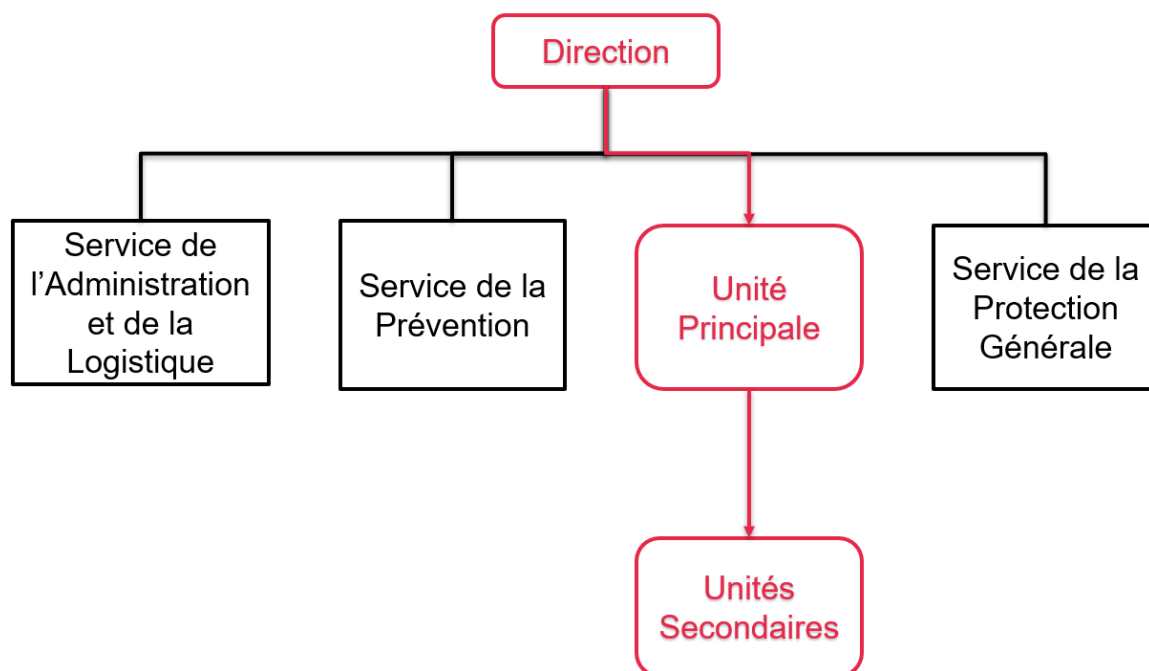 Direction
Service de
l’Administration
et de la
Logistique
Service de la
Prévention
Unité
Principale
Service de la
Protection
Générale
Unités
Secondaires